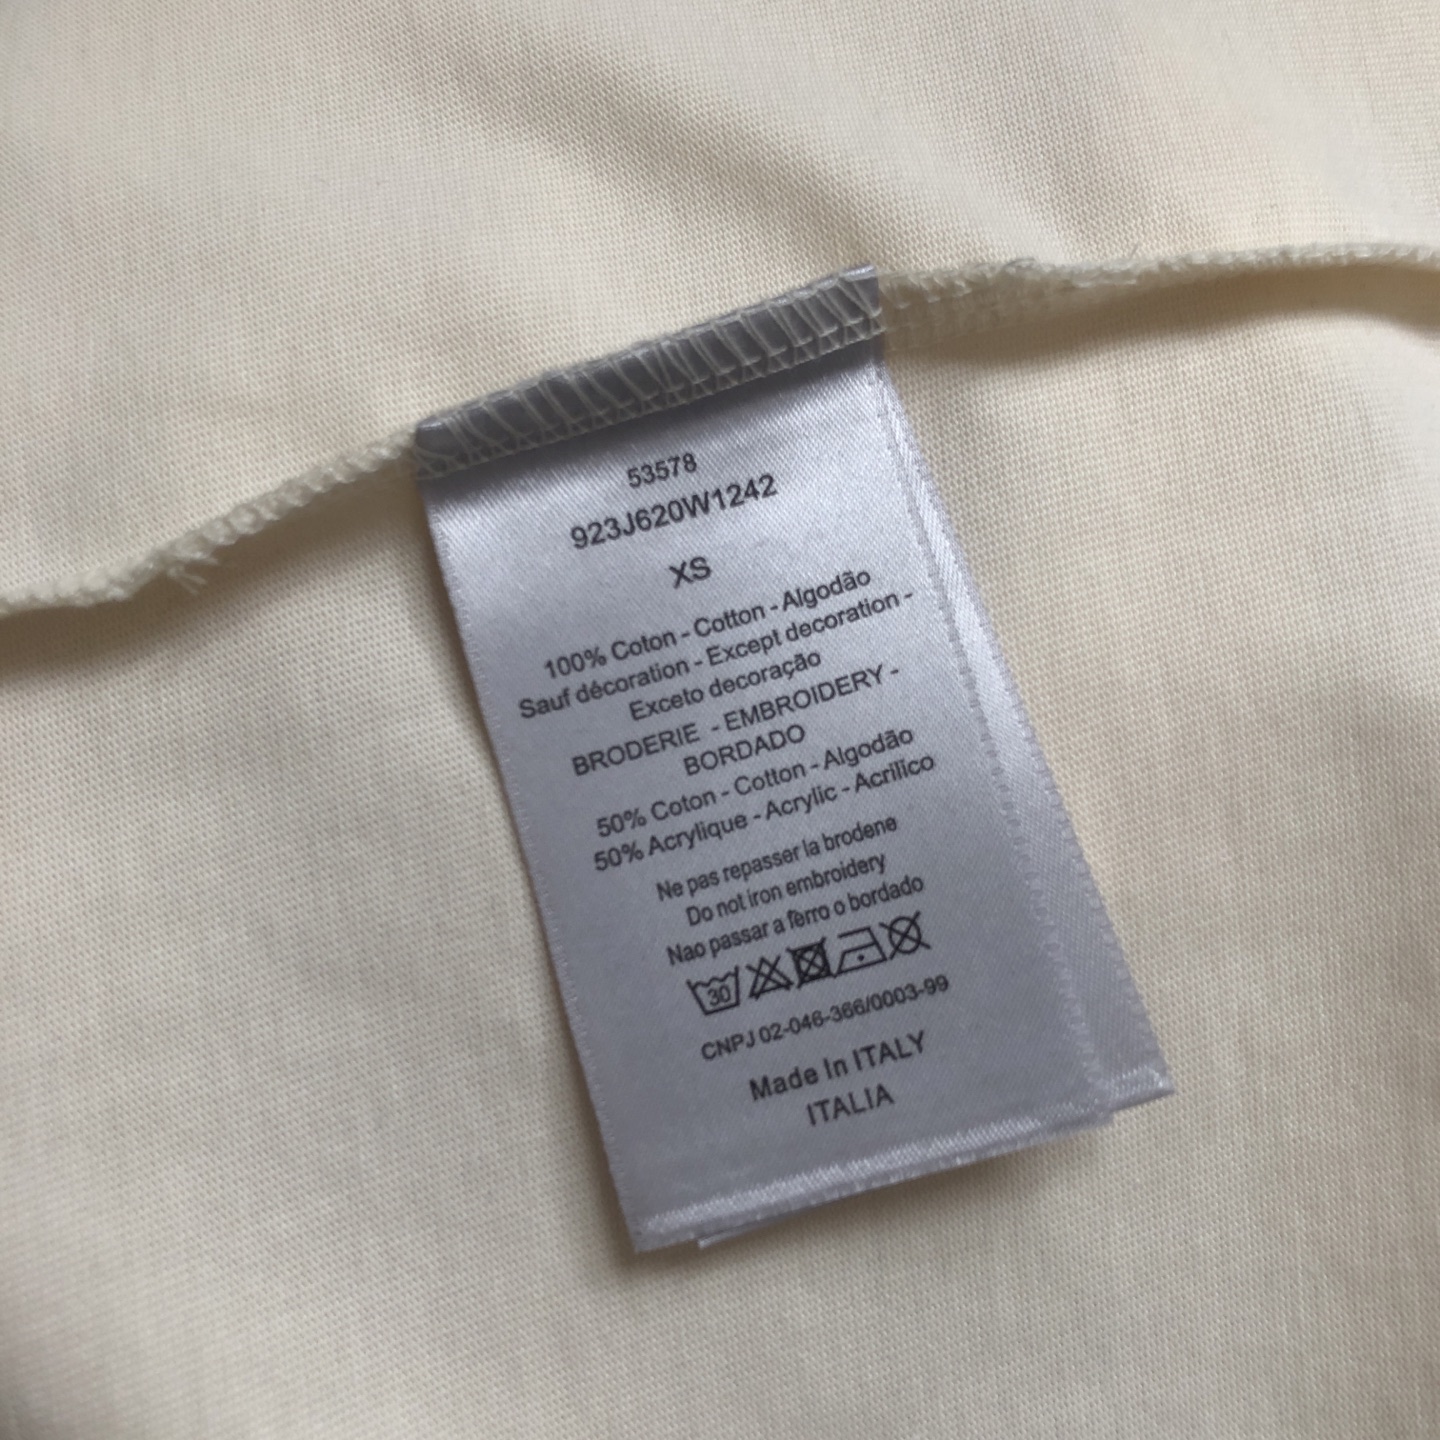 53578
923J620W1242
XS
100% Coton - Cotton - Algodão
Sauf décoration - Except decoration -
Exceto decoração
BRODERIE - EMBROIDERY -
BORDADO
50% Coton - Cotton - Algodão
50% Acrylique - Acrylic - Acrilico
Ne pas repasser la brodene
Do not iron embroidery
Nao passar a fèrro o bordado
30
CNPJ 02-046-366/0003-99
Made In ITALY
ITALIA